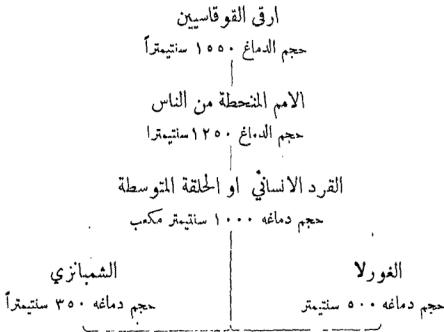 ارقى القوقاسيين
حجم الدماغ ١٥٥٠ سنتيمتراً
الامم المنحطة من الناس
حجم الدماغ ١٢٥٠ سنتيمترا
القرد الانساني او الحلقة المتوسطة
حجم دماغه ١٠٠٠ سنتيمتر مكعب
الغورلا
حجم دماغه ٥٠٠ سنتيمتر
الشمبانزي
حجم دماغه ٣٥٠ سنتيمتراً